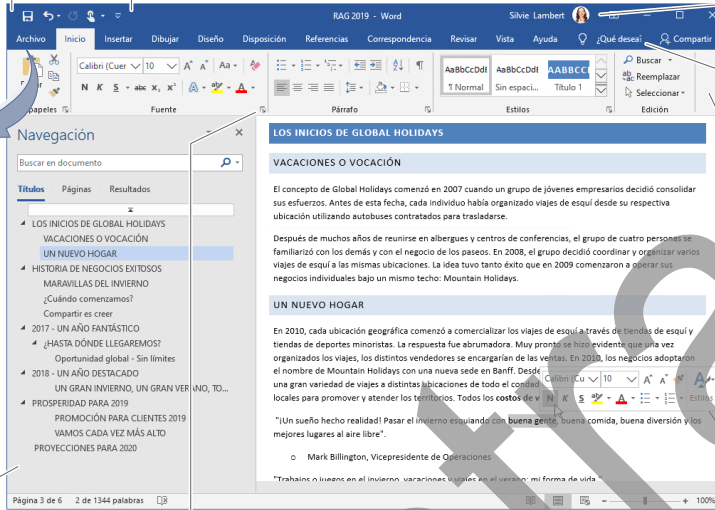 RAG 2019 - Word
Silvie Lambert
Archivo Inicio Insertar Dibujar Diseño Disposición Referencias Correspondencia Revisar Vista Ayuda ¿Qué desea? Compartir
Calibri (Cuer 10 A A Aa
N K S abc x, x² A A
AaBbCcDdI AaBbCcDdI AABBCCI
¶ Normal Sin espaci... Título 1
Buscar
Reemplazar
Seleccionar
papeles Fuente Párrafo Estilos Edición
Navegación
Buscar en documento
Títulos Páginas Resultados
LOS INICIOS DE GLOBAL HOLIDAYS
VACACIONES O VOCACIÓN
UN NUEVO HOGAR
HISTORIA DE NEGOCIOS EXITOSOS
MARAVILLAS DEL INVIERNO
¿Cuándo comenzamos?
Compartir es creer
2017 - UN AÑO FANTÁSTICO
¿HASTA DÓNDE LLEGAREMOS?
Oportunidad global - Sin límites
2018 - UN AÑO DESTACADO
UN GRAN INVIERNO, UN GRAN VERANO, TO...
PROSPERIDAD PARA 2019
PROMOCIÓN PARA CLIENTES 2019
VAMOS CADA VEZ MÁS ALTO
PROYECCIONES PARA 2020
LOS INICIOS DE GLOBAL HOLIDAYS
VACACIONES O VOCACIÓN
El concepto de Global Holidays comenzó en 2007 cuando un grupo de jóvenes empresarios decidió consolidar
sus esfuerzos. Antes de esta fecha, cada individuo había organizado viajes de esquí desde su respectiva
ubicación utilizando autobuses contratados para trasladarse.
Después de muchos años de reunirse en albergues y centros de conferencias, el grupo de cuatro personas se
familiarizó con los demás y con el negocio de los paseos. En 2008, el grupo decidió coordinar y organizar varios
viajes de esquí a las mismas ubicaciones. La idea tuvo tanto éxito que en 2009 comenzaron a operar sus
negocios individuales bajo un mismo techo: Mountain Holidays.
UN NUEVO HOGAR
En 2010, cada ubicación geográfica comenzó a comercializar los viajes de esquí a través de tiendas de esquí y
tiendas de deportes minoristas. La respuesta fue abrumadora. Muy pronto se hizo evidente que una vez
organizados los viajes, los distintos vendedores se encargarían de las ventas. En 2010, los negocios adoptaron
el nombre de Mountain Holidays con una nueva sede en Banff. Desde
una gran variedad de viajes a distintas ubicaciones de todo el condad
locales para promover y atender los territorios. Todos los costos de v
Calibri (Cu 10 A A
N K S A Estilos
"¡Un sueño hecho realidad! Pasar el invierno esquiando con buena gente, buena comida, buena diversión y los
mejores lugares al aire libre".
o Mark Billington, Vicepresidente de Operaciones
"Trabajos o juegos en el invierno, vacaciones y viajes en el verano: mi forma de vida."
Página 3 de 6 2 de 1344 palabras 100%